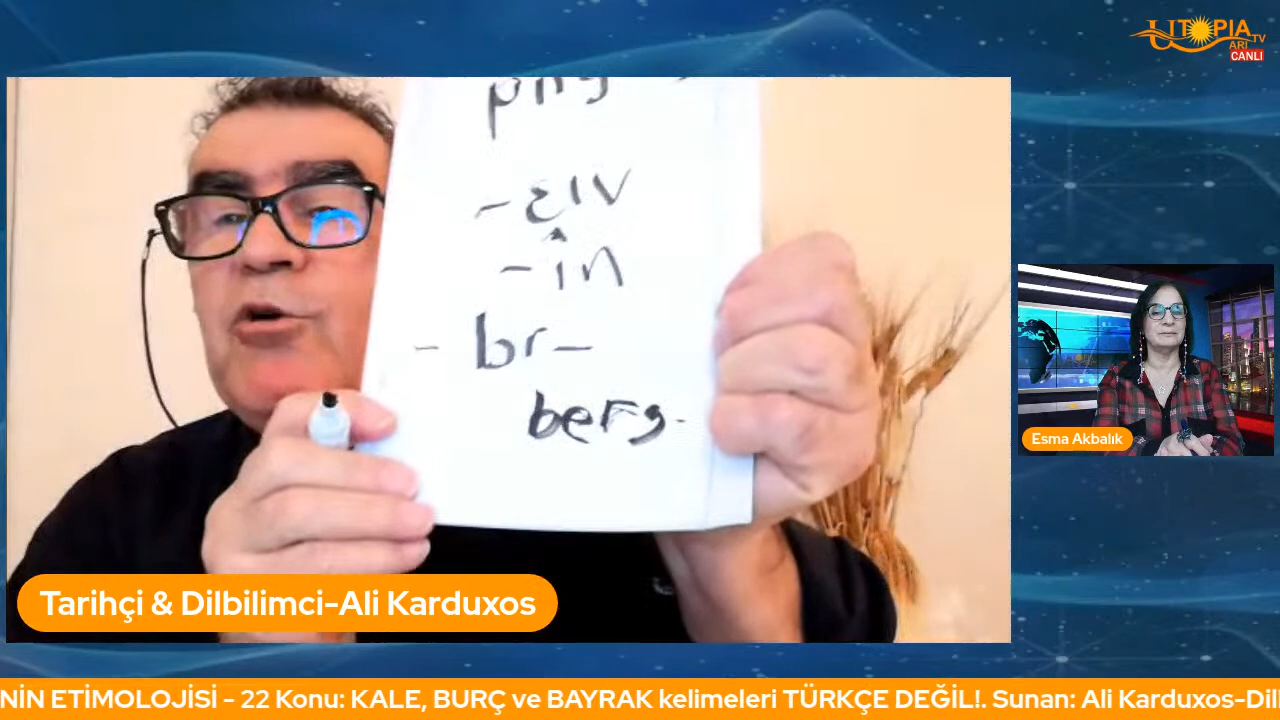 UTOPIA TV
ARI
CANLI
- اع٧
- în
- br -
berg.
Esma Akbalık
Tarihçi & Dilbilimci-Ali Karduxos
NİN ETİMOLOJİSİ - 22 Konu: KALE, BURÇ ve BAYRAK kelimeleri TÜRKÇE DEĞİL!. Sunan: Ali Karduxos-Dil